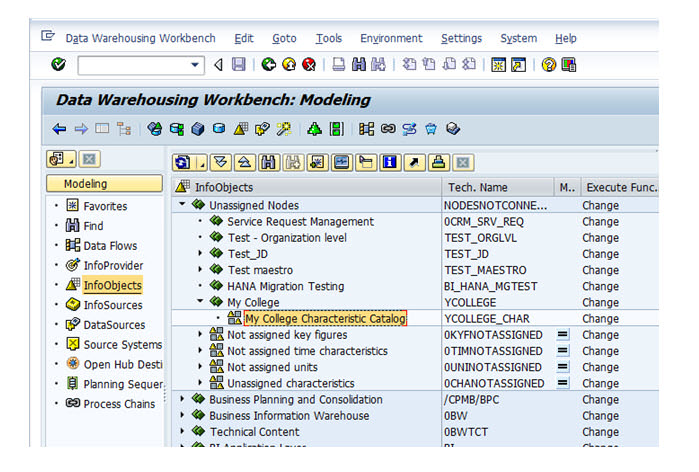 Data Warehousing Workbench Edit Goto Tools Environment Settings System Help
Data Warehousing Workbench: Modeling
Modeling
Favorites
Find
Data Flows
InfoProvider
InfoObjects
InfoSources
DataSources
Source Systems
Open Hub Desti
Planning Sequer
Process Chains
InfoObjects Tech. Name M.. Execute Func.
Unassigned Nodes NODESNOTCONNE... Change
Service Request Management 0CRM_SRV_REQ Change
Test - Organization level TEST_ORGLVL Change
Test_JD TEST_JD Change
Test maestro TEST_MAESTRO Change
HANA Migration Testing BI_HANA_MGTEST Change
My College YCOLLEGE Change
My College Characteristic Catalog YCOLLEGE_CHAR Change
Not assigned key figures 0KYFNOTASSIGNED = Change
Not assigned time characteristics 0TIMNOTASSIGNED = Change
Not assigned units 0UNINOTASSIGNED = Change
Unassigned characteristics 0CHANOTASSIGNED = Change
Business Planning and Consolidation /CPMB/BPC Change
Business Information Warehouse 0BW Change
Technical Content 0BWTCT Change
BI Application Layer BI Change